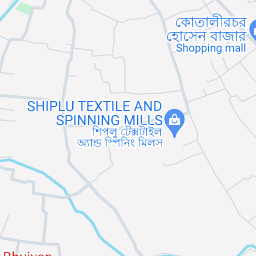 কোতালীরচর
হোসেন বাজার
Shopping mall
SHIPLU TEXTILE AND
SPINNING MILLS
শিপলু টেক্সটাইল
অ্যান্ড স্পিনিং মিলস